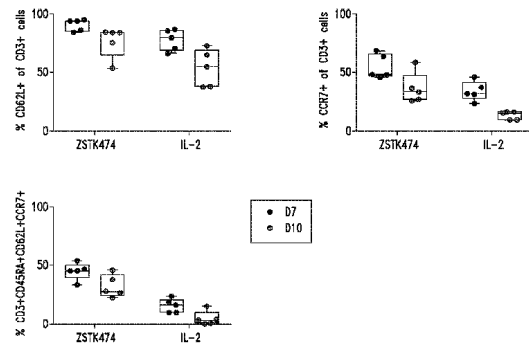 % CD62L+ of CD3+ cells
100
50
0
ZSTK474
IL-2
% CCR7+ of CD3+ cells
100
50
0
ZSTK474
IL-2
% CD3+CD45RA+CD62L+CCR7+
100
50
0
ZSTK474
IL-2
D7
D10